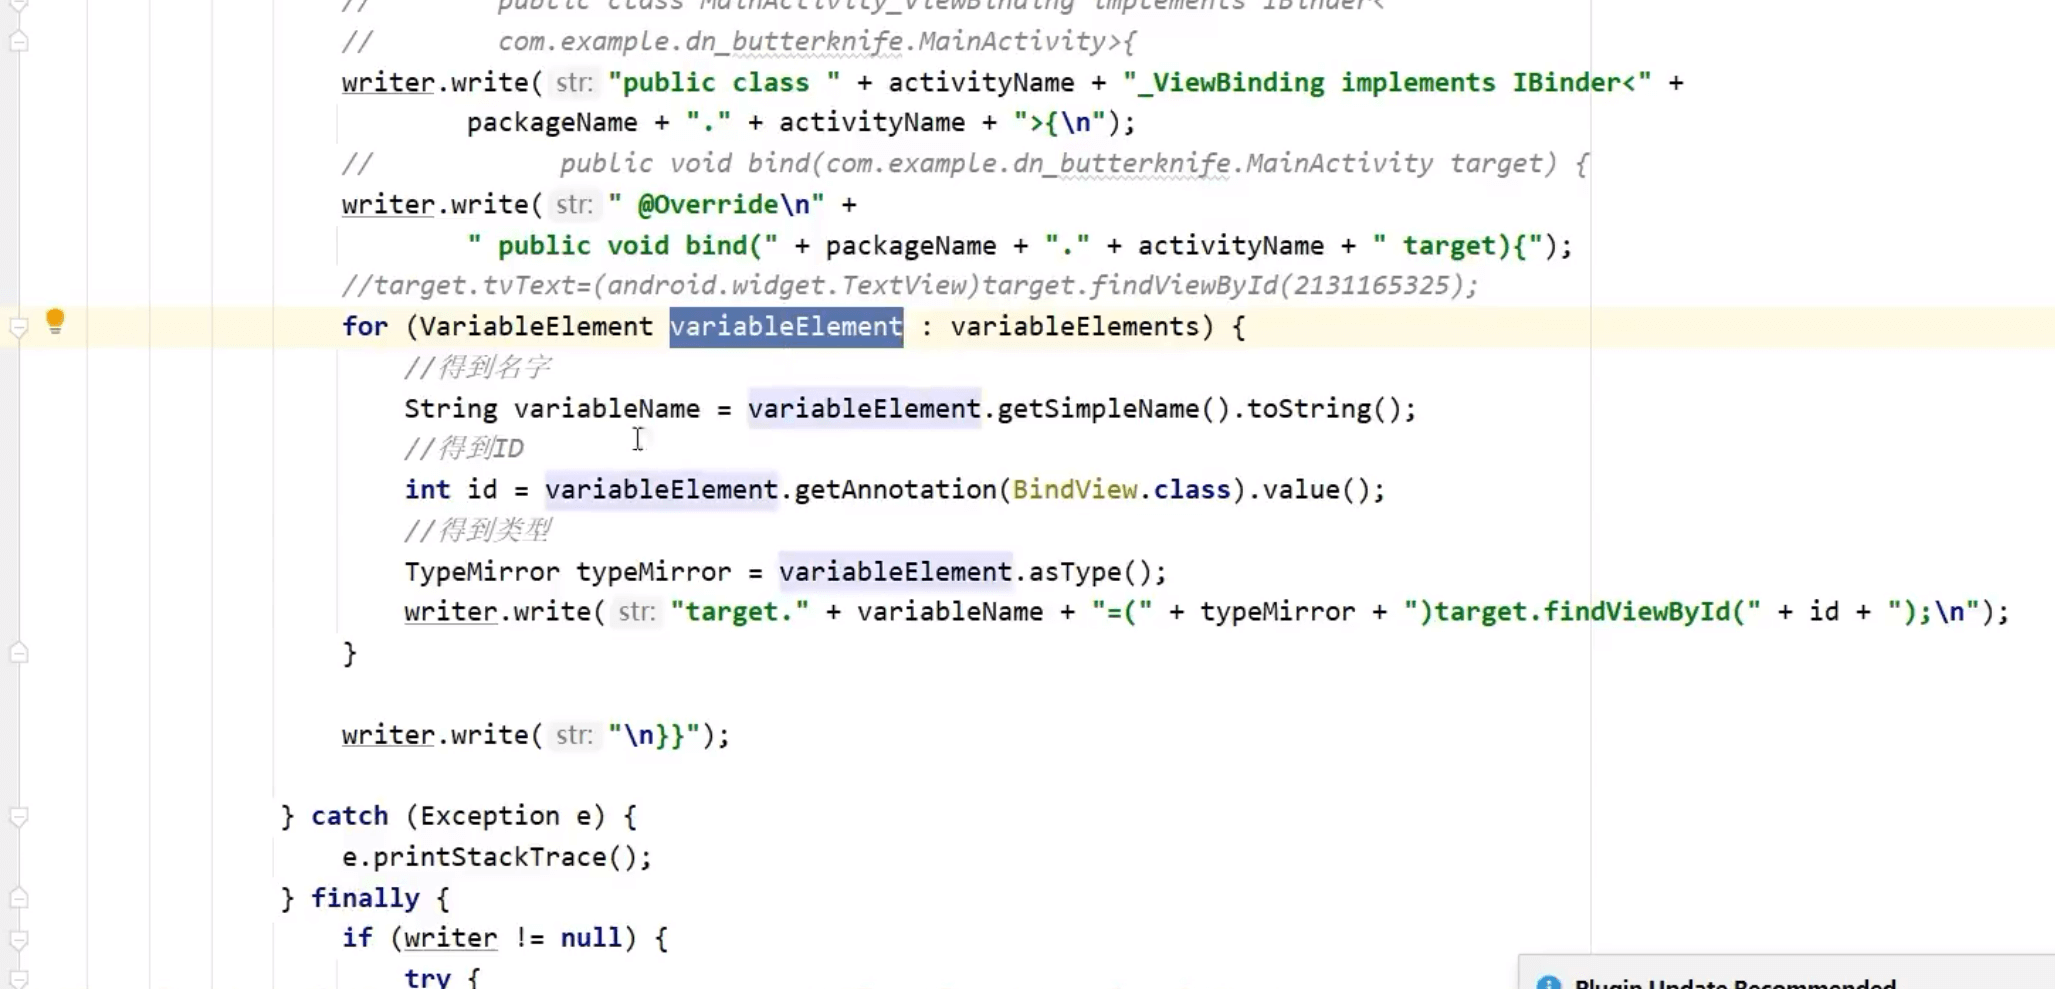 // public class MainActivity_ViewBinding implements IBinder<
// com.example.dn_butterknife.MainActivity>{
writer.write( str: "public class " + activityName + "_ViewBinding implements IBinder<" +
packageName + "." + activityName + ">{\n");
// public void bind(com.example.dn_butterknife.MainActivity target) {
writer.write( str: " @Override\n" +
" public void bind(" + packageName + "." + activityName + " target){");
//target.tvText=(android.widget.TextView)target.findViewById(2131165325);
for (VariableElement variableElement : variableElements) {
//得到名字
String variableName = variableElement.getSimpleName().toString();
//得到ID
int id = variableElement.getAnnotation(BindView.class).value();
//得到类型
TypeMirror typeMirror = variableElement.asType();
writer.write( str: "target." + variableName + "=(" + typeMirror + ")target.findViewById(" + id + ");\n");
}
writer.write( str: "\n}}");
} catch (Exception e) {
e.printStackTrace();
} finally {
if (writer != null) {
try {
Plugin Update Recommended